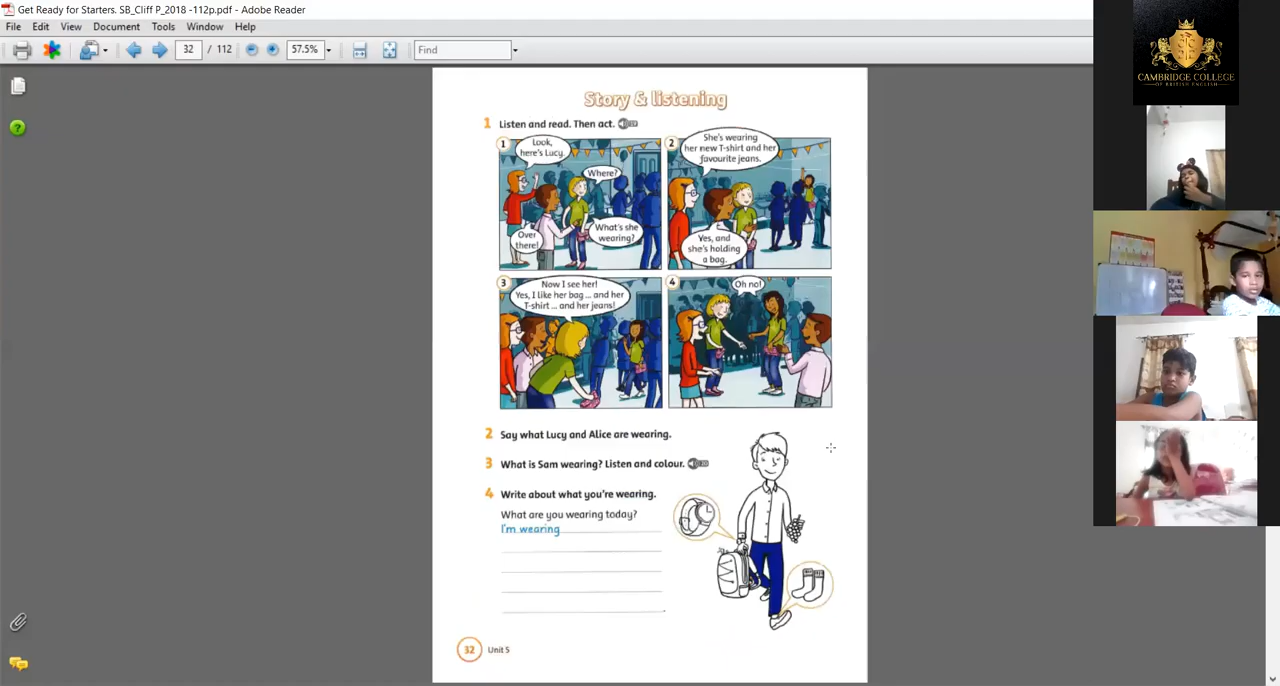 Get Ready for Starters. SB_Cliff P_2018 -112p.pdf - Adobe Reader
File Edit View Document Tools Window Help
32 / 112 57.5% Find
CAMBRIDGE COLLEGE
OF BRITISH ENGLISH
Story & listening
1 Listen and read. Then act.
1
Look,
here's Lucy.
Where?
Over
there!
What's she
wearing?
2
She's wearing
her new T-shirt and her
favourite jeans.
Yes, and
she's holding
a bag.
3
Now I see her!
Yes, I like her bag ... and her
T-shirt ... and her jeans!
4
Oh no!
2 Say what Lucy and Alice are wearing.
3 What is Sam wearing? Listen and colour.
4 Write about what you're wearing.
What are you wearing today?
I'm wearing
32 Unit 5